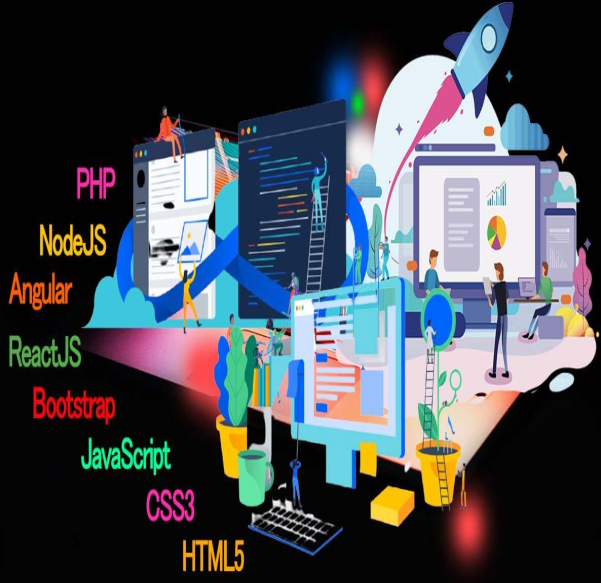 PHP
NodeJS
Angular
ReactJS
Bootstrap
JavaScript
CSS3
HTML5